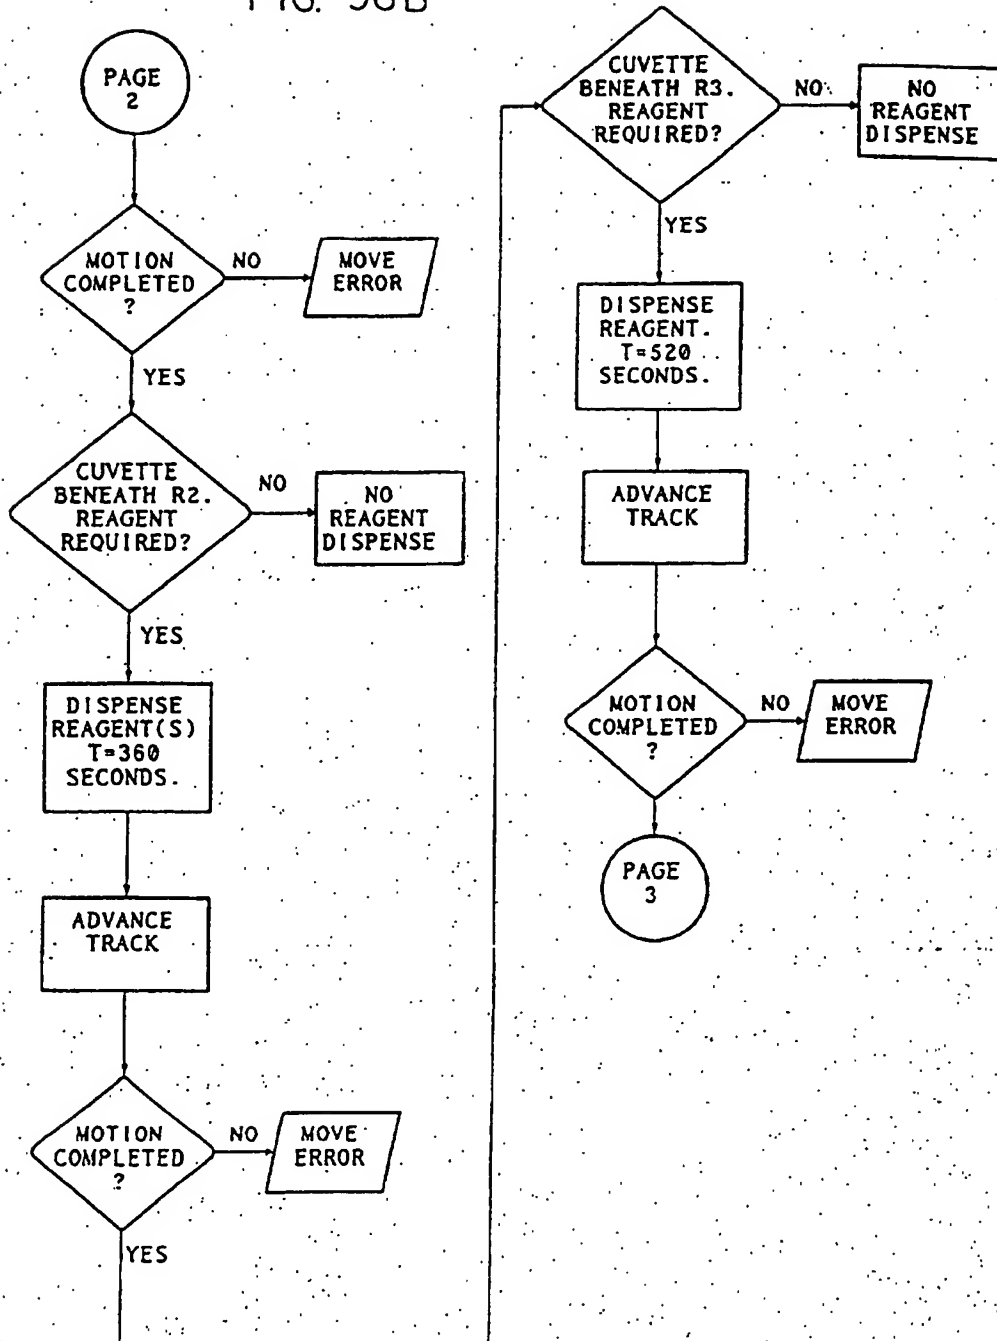 PAGE
2
MOTION
COMPLETED
?
NO
MOVE
ERROR
YES
CUVETTE
BENEATH R2.
REAGENT
REQUIRED?
NO
NO
REAGENT
DISPENSE
YES
DISPENSE
REAGENT(S)
T=360
SECONDS.
ADVANCE
TRACK
MOTION
COMPLETED
?
NO
MOVE
ERROR
YES
CUVETTE
BENEATH R3.
REAGENT
REQUIRED?
NO
NO
REAGENT
DISPENSE
YES
DISPENSE
REAGENT.
T=520
SECONDS.
ADVANCE
TRACK
MOTION
COMPLETED
?
NO
MOVE
ERROR
PAGE
3